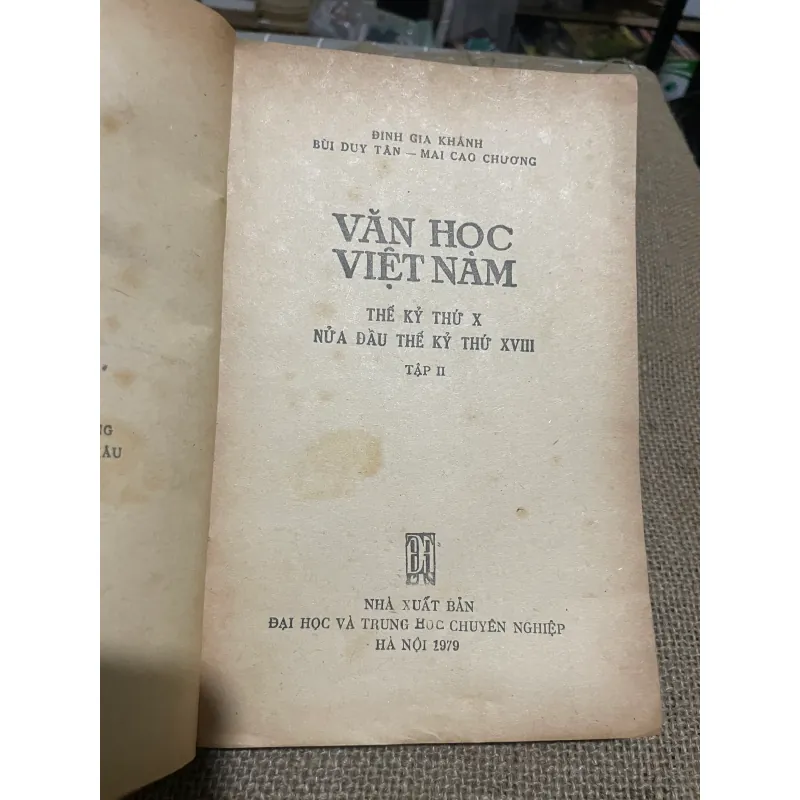 ĐINH GIA KHÁNH
BÙI DUY TÂN — MAI CAO CHƯƠNG
VĂN HỌC
VIỆT NAM
THẾ KỶ THỨ X
NỬA ĐẦU THẾ KỶ THỨ XVIII
TẬP II
NHÀ XUẤT BẢN
ĐẠI HỌC VÀ TRUNG HỌC CHUYÊN NGHIỆP
HÀ NỘI 1979